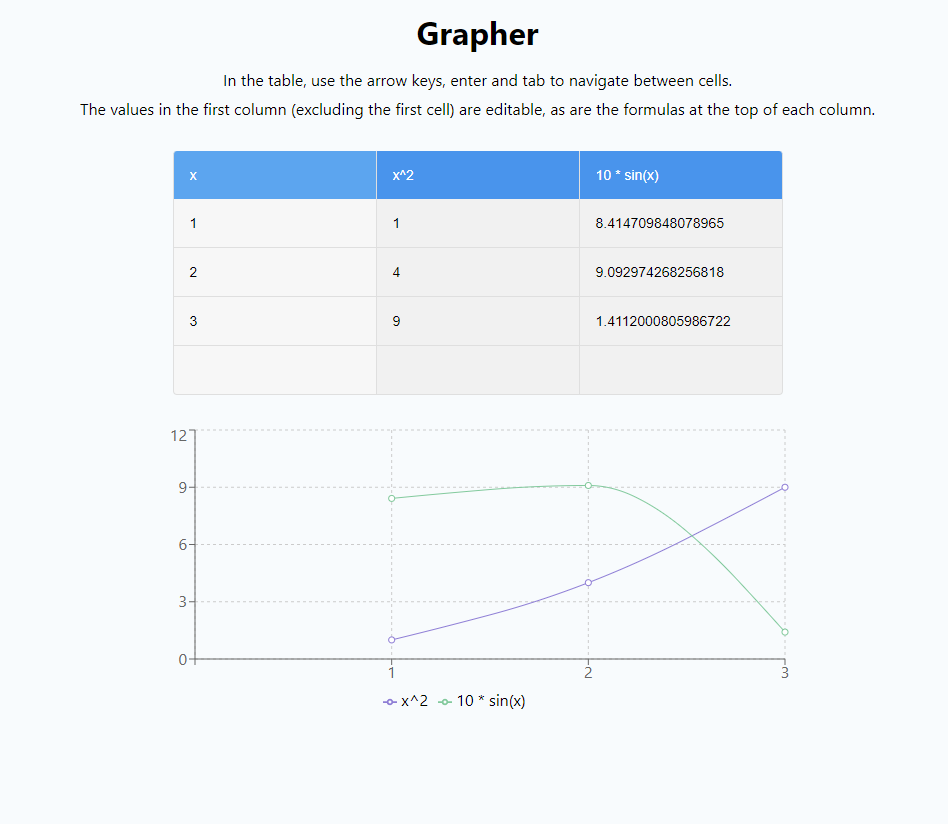 Grapher
In the table, use the arrow keys, enter and tab to navigate between cells.
The values in the first column (excluding the first cell) are editable, as are the formulas at the top of each column.
x x^2 10 * sin(x)
1 1 8.414709848078965
2 4 9.092974268256818
3 9 1.4112000805986722
12
9
6
3
0
1 2 3
x^2 10 * sin(x)